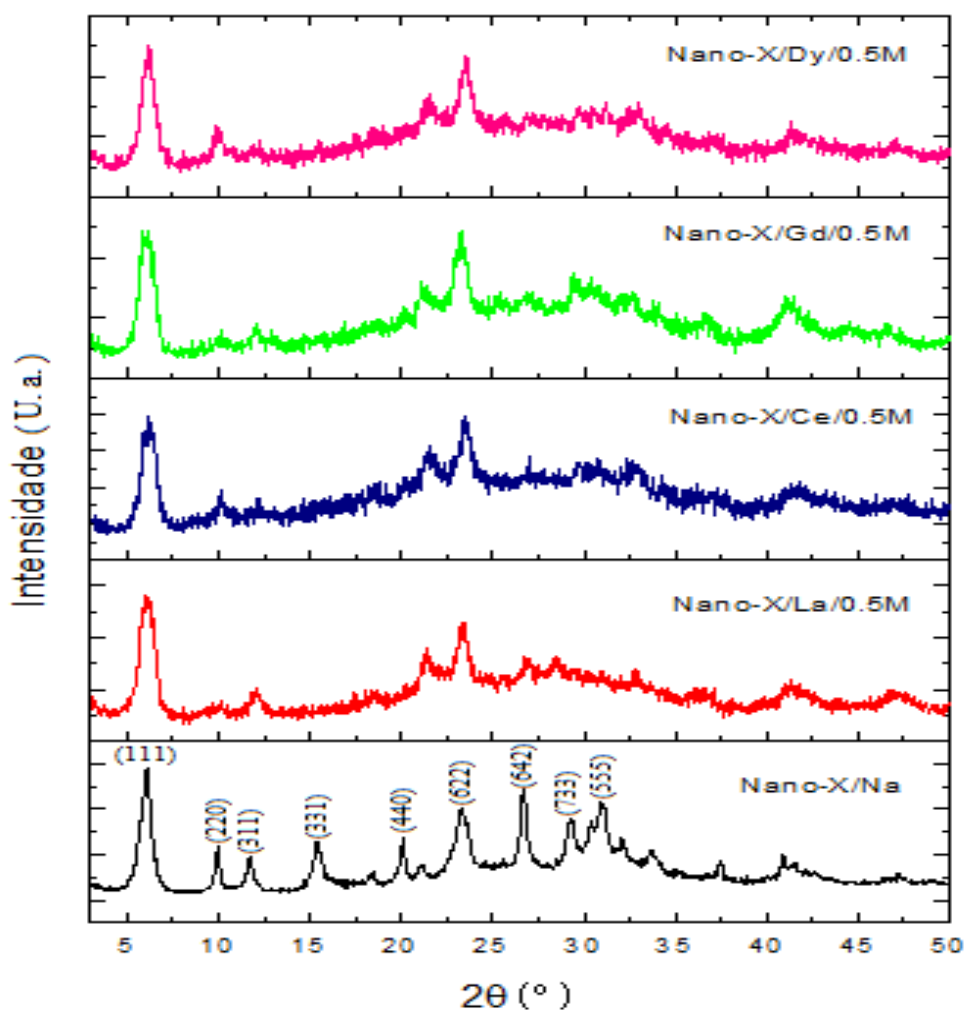 Nano-X/Dy/0.5M
Nano-X/Gd/0.5M
Nano-X/Ce/0.5M
Nano-X/La/0.5M
Nano-X/Na
(111)
(220)
(311)
(331)
(440)
(622)
(642)
(733)
(555)
Intensidade (U.a.)
5 10 15 20 25 30 35 40 45 50
2θ (°)